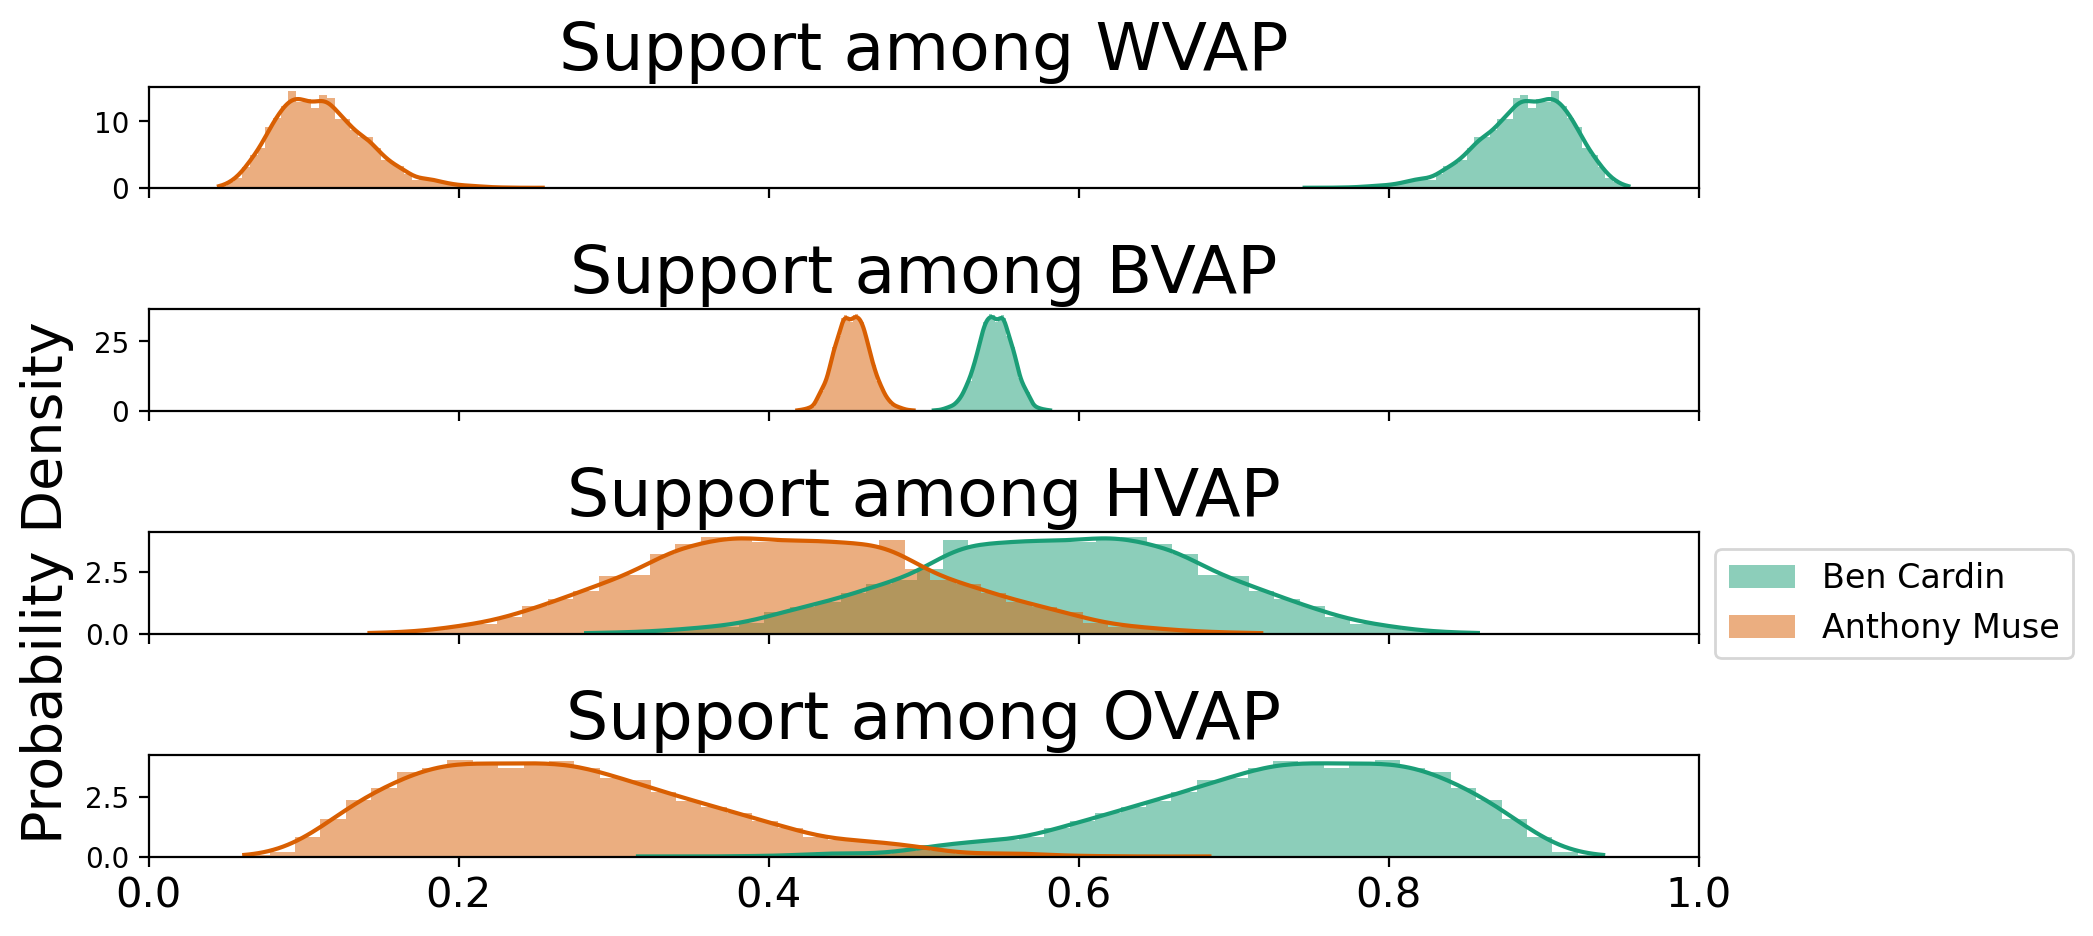 Support among WVAP
10
0
Support among BVAP
25
0
Probability Density
Support among HVAP
2.5
0.0
Ben Cardin
Anthony Muse
Support among OVAP
2.5
0.0
0.0 0.2 0.4 0.6 0.8 1.0